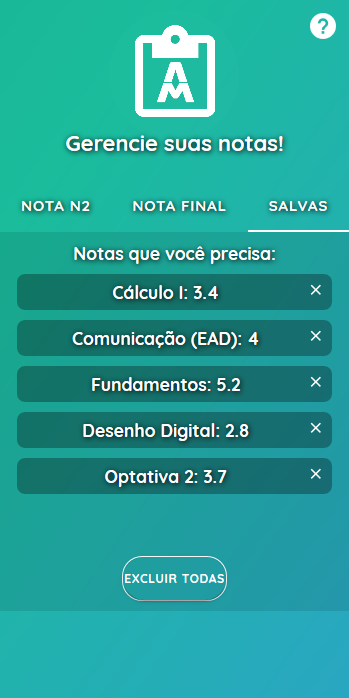 ?
AM
Gerencie suas notas!
NOTA N2 NOTA FINAL SALVAS
Notas que você precisa:
Cálculo I: 3.4 ×
Comunicação (EAD): 4 ×
Fundamentos: 5.2 ×
Desenho Digital: 2.8 ×
Optativa 2: 3.7 ×
EXCLUIR TODAS